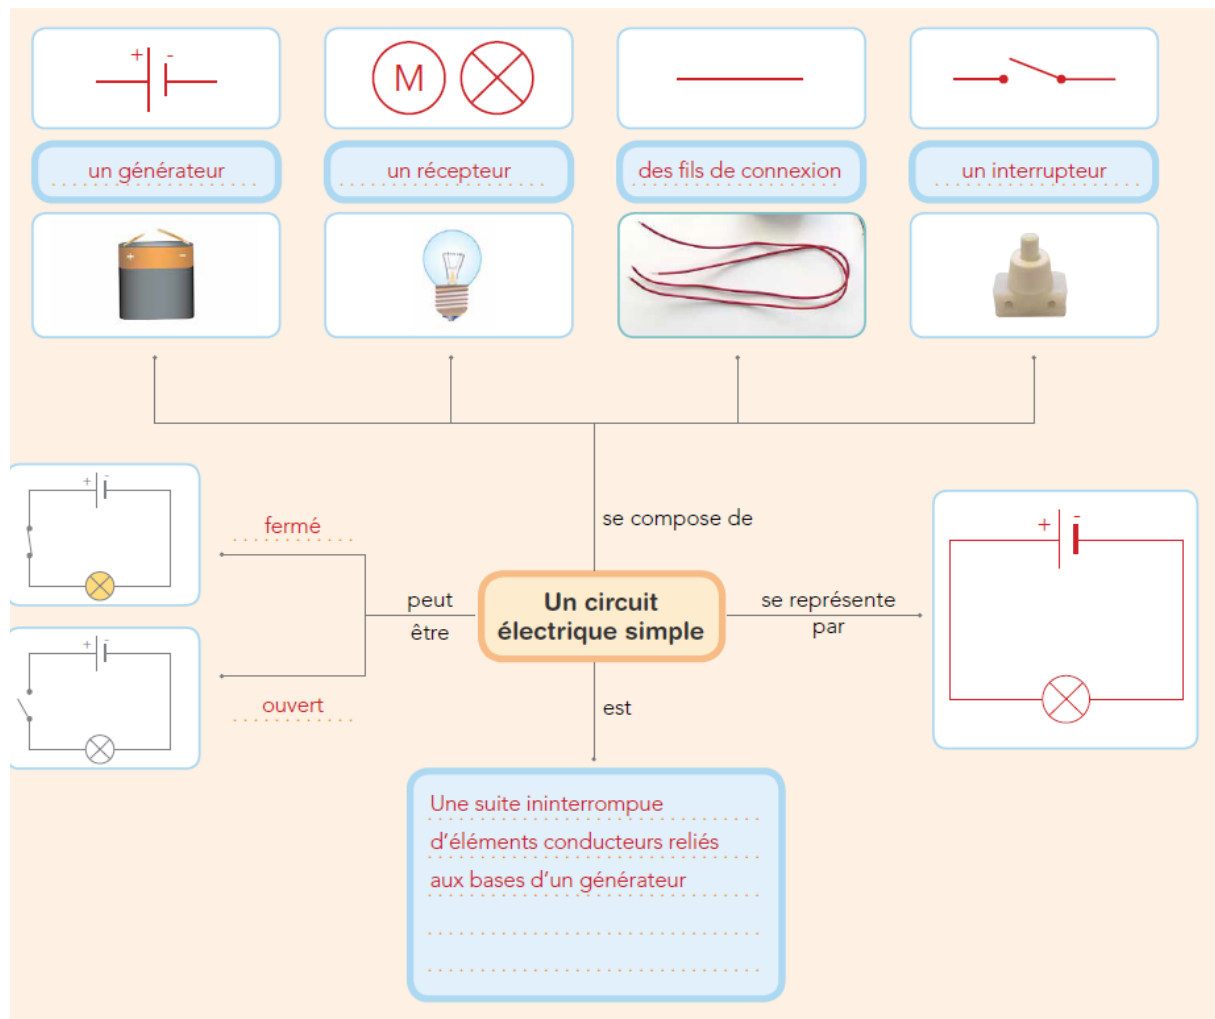 + -
M
un générateur
un récepteur
des fils de connexion
un interrupteur
+ -
+ -
fermé
se compose de
+ -
peut
être
Un circuit
électrique simple
se représente
par
+ -
ouvert
est
Une suite ininterrompue
d'éléments conducteurs reliés
aux bases d'un générateur